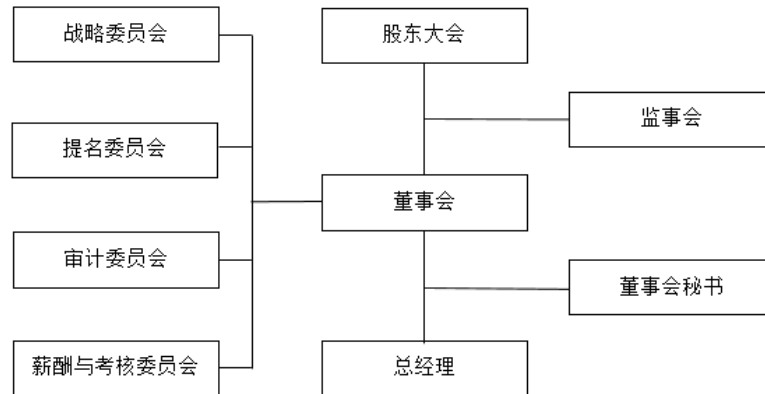 战略委员会
股东大会
监事会
提名委员会
董事会
审计委员会
董事会秘书
薪酬与考核委员会
总经理